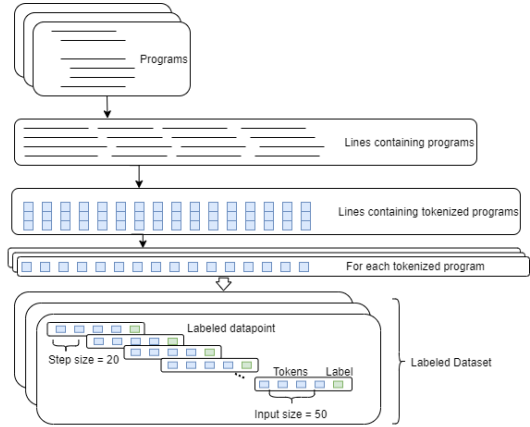 Programs
Lines containing programs
Lines containing tokenized programs
For each tokenized program
Labeled datapoint
Step size = 20
Labeled Dataset
Tokens
Label
Input size = 50